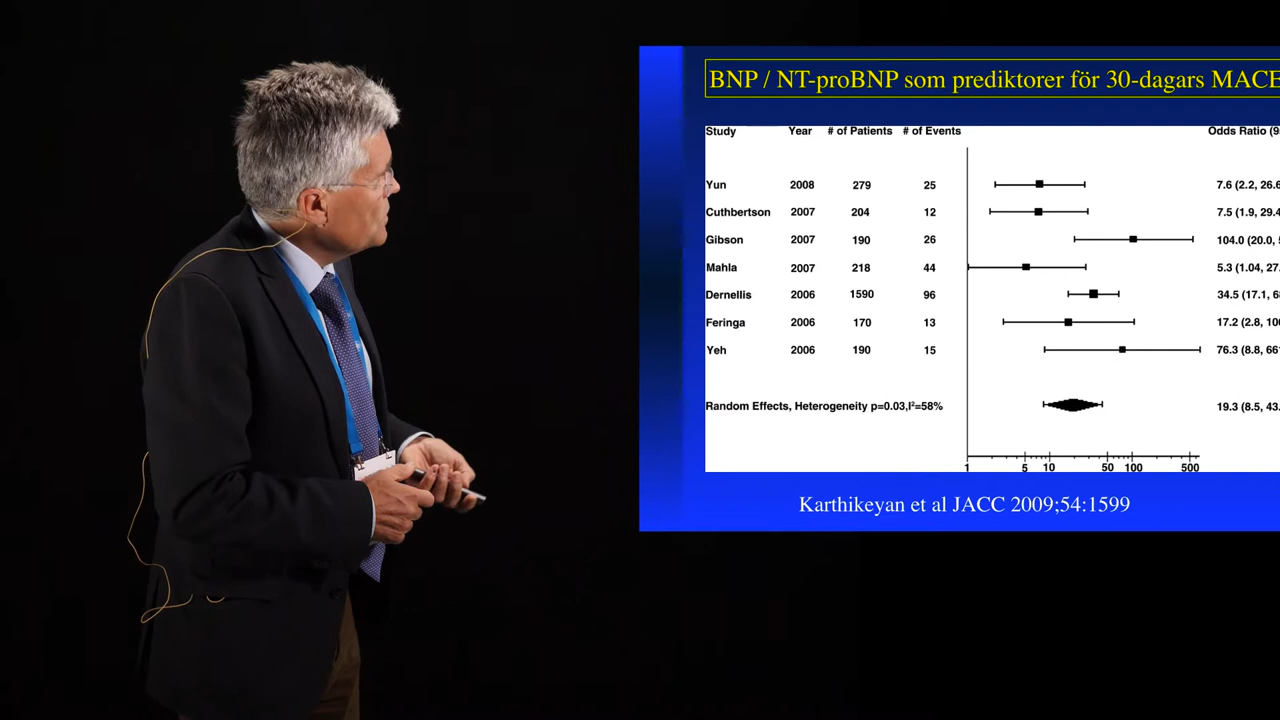 BNP / NT-proBNP som prediktorer för 30-dagars MACE
Study Year # of Patients # of Events Odds Ratio (9
Yun 2008 279 25 7.6 (2.2, 26.6
Cuthbertson 2007 204 12 7.5 (1.9, 29.4
Gibson 2007 190 26 104.0 (20.0,
Mahla 2007 218 44 5.3 (1.04, 27.
Dernellis 2006 1590 96 34.5 (17.1, 6
Feringa 2006 170 13 17.2 (2.8, 10
Yeh 2006 190 15 76.3 (8.8, 66
Random Effects, Heterogeneity p=0.03,I²=58% 19.3 (8.5, 43.
1 5 10 50 100 500
Karthikeyan et al JACC 2009;54:1599